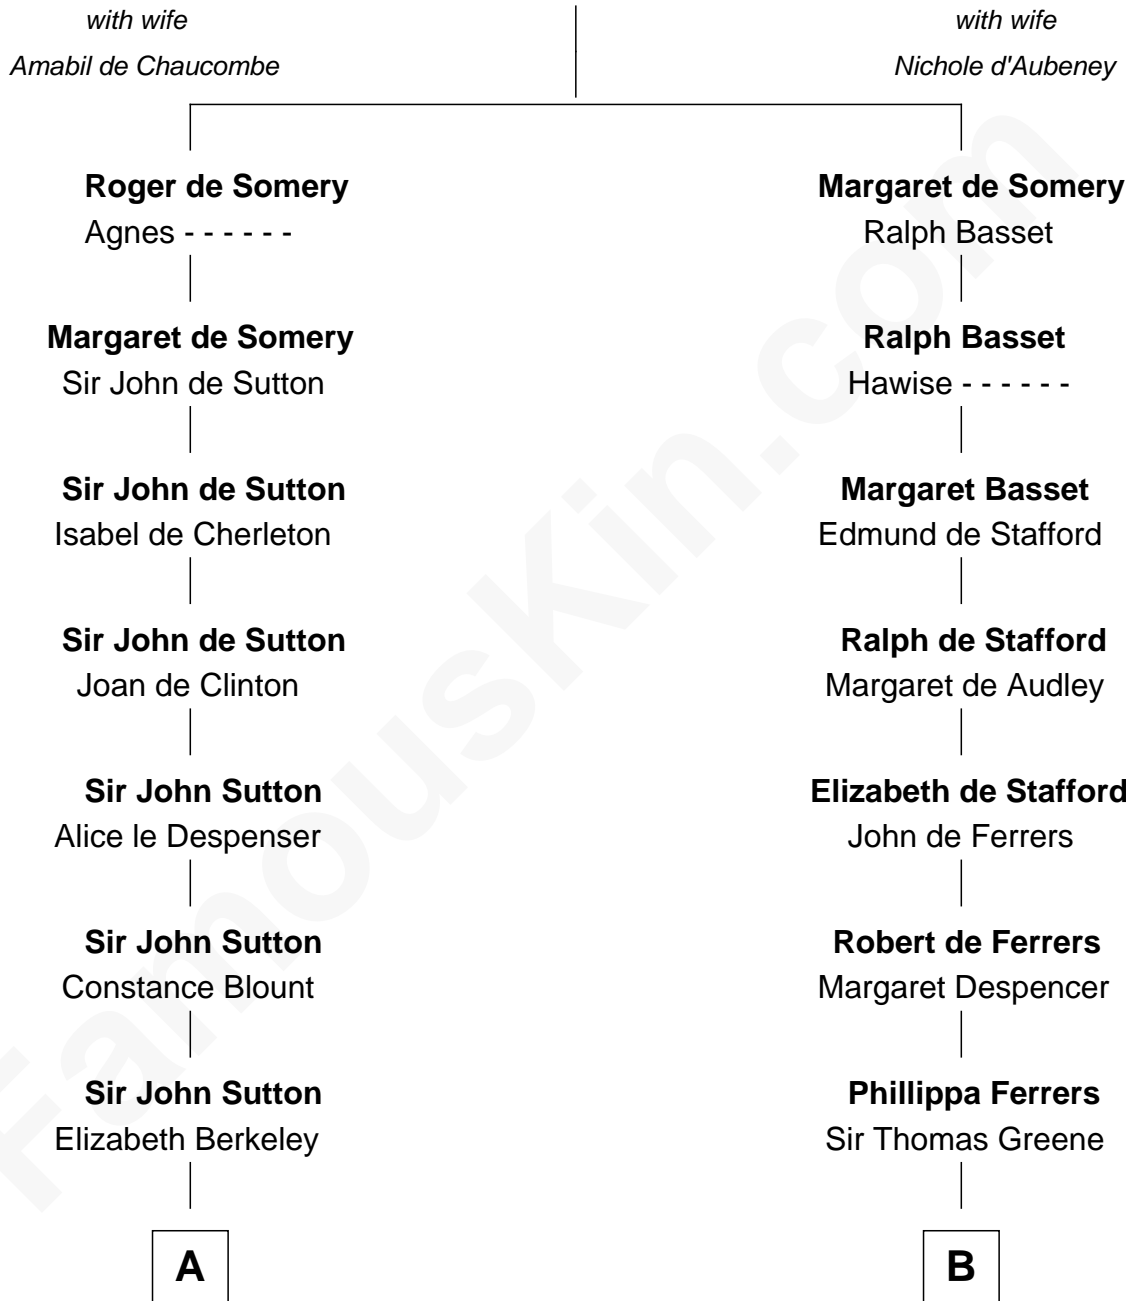 with wife
Amabil de Chaucombe
with wife
Nichole d'Aubeney
Roger de Somery
Agnes - - - - - -
Margaret de Somery
Ralph Basset
Margaret de Somery
Sir John de Sutton
Ralph Basset
Hawise - - - - - -
Sir John de Sutton
Isabel de Cherleton
Margaret Basset
Edmund de Stafford
Sir John de Sutton
Joan de Clinton
Ralph de Stafford
Margaret de Audley
Sir John Sutton
Alice le Despenser
Elizabeth de Stafford
John de Ferrers
Sir John Sutton
Constance Blount
Robert de Ferrers
Margaret Despencer
Sir John Sutton
Elizabeth Berkeley
Phillippa Ferrers
Sir Thomas Greene
A
B
FamousKin.com